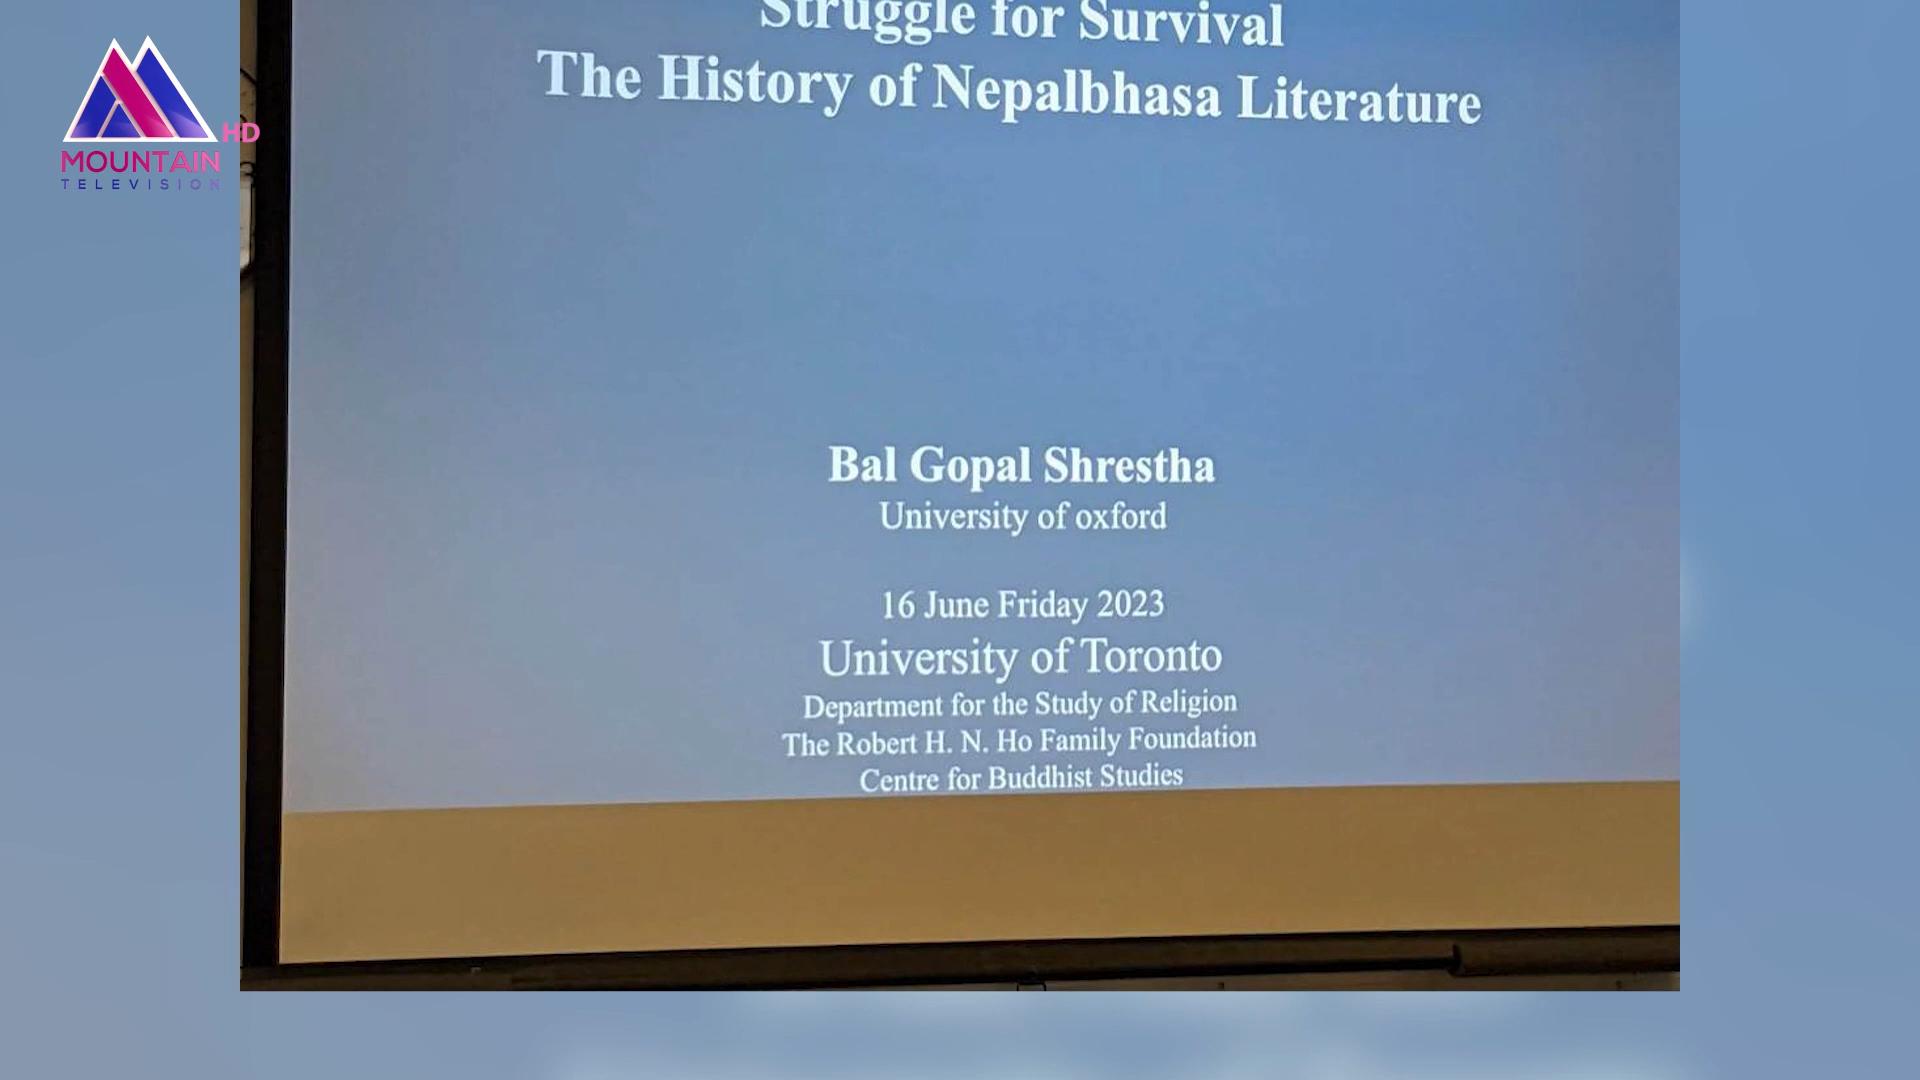 Struggle for Survival
The History of Nepalbhasa Literature
HD
MOUNTAIN
TELEVISION
Bal Gopal Shrestha
University of oxford
16 June Friday 2023
University of Toronto
Department for the Study of Religion
The Robert H. N. Ho Family Foundation
Centre for Buddhist Studies